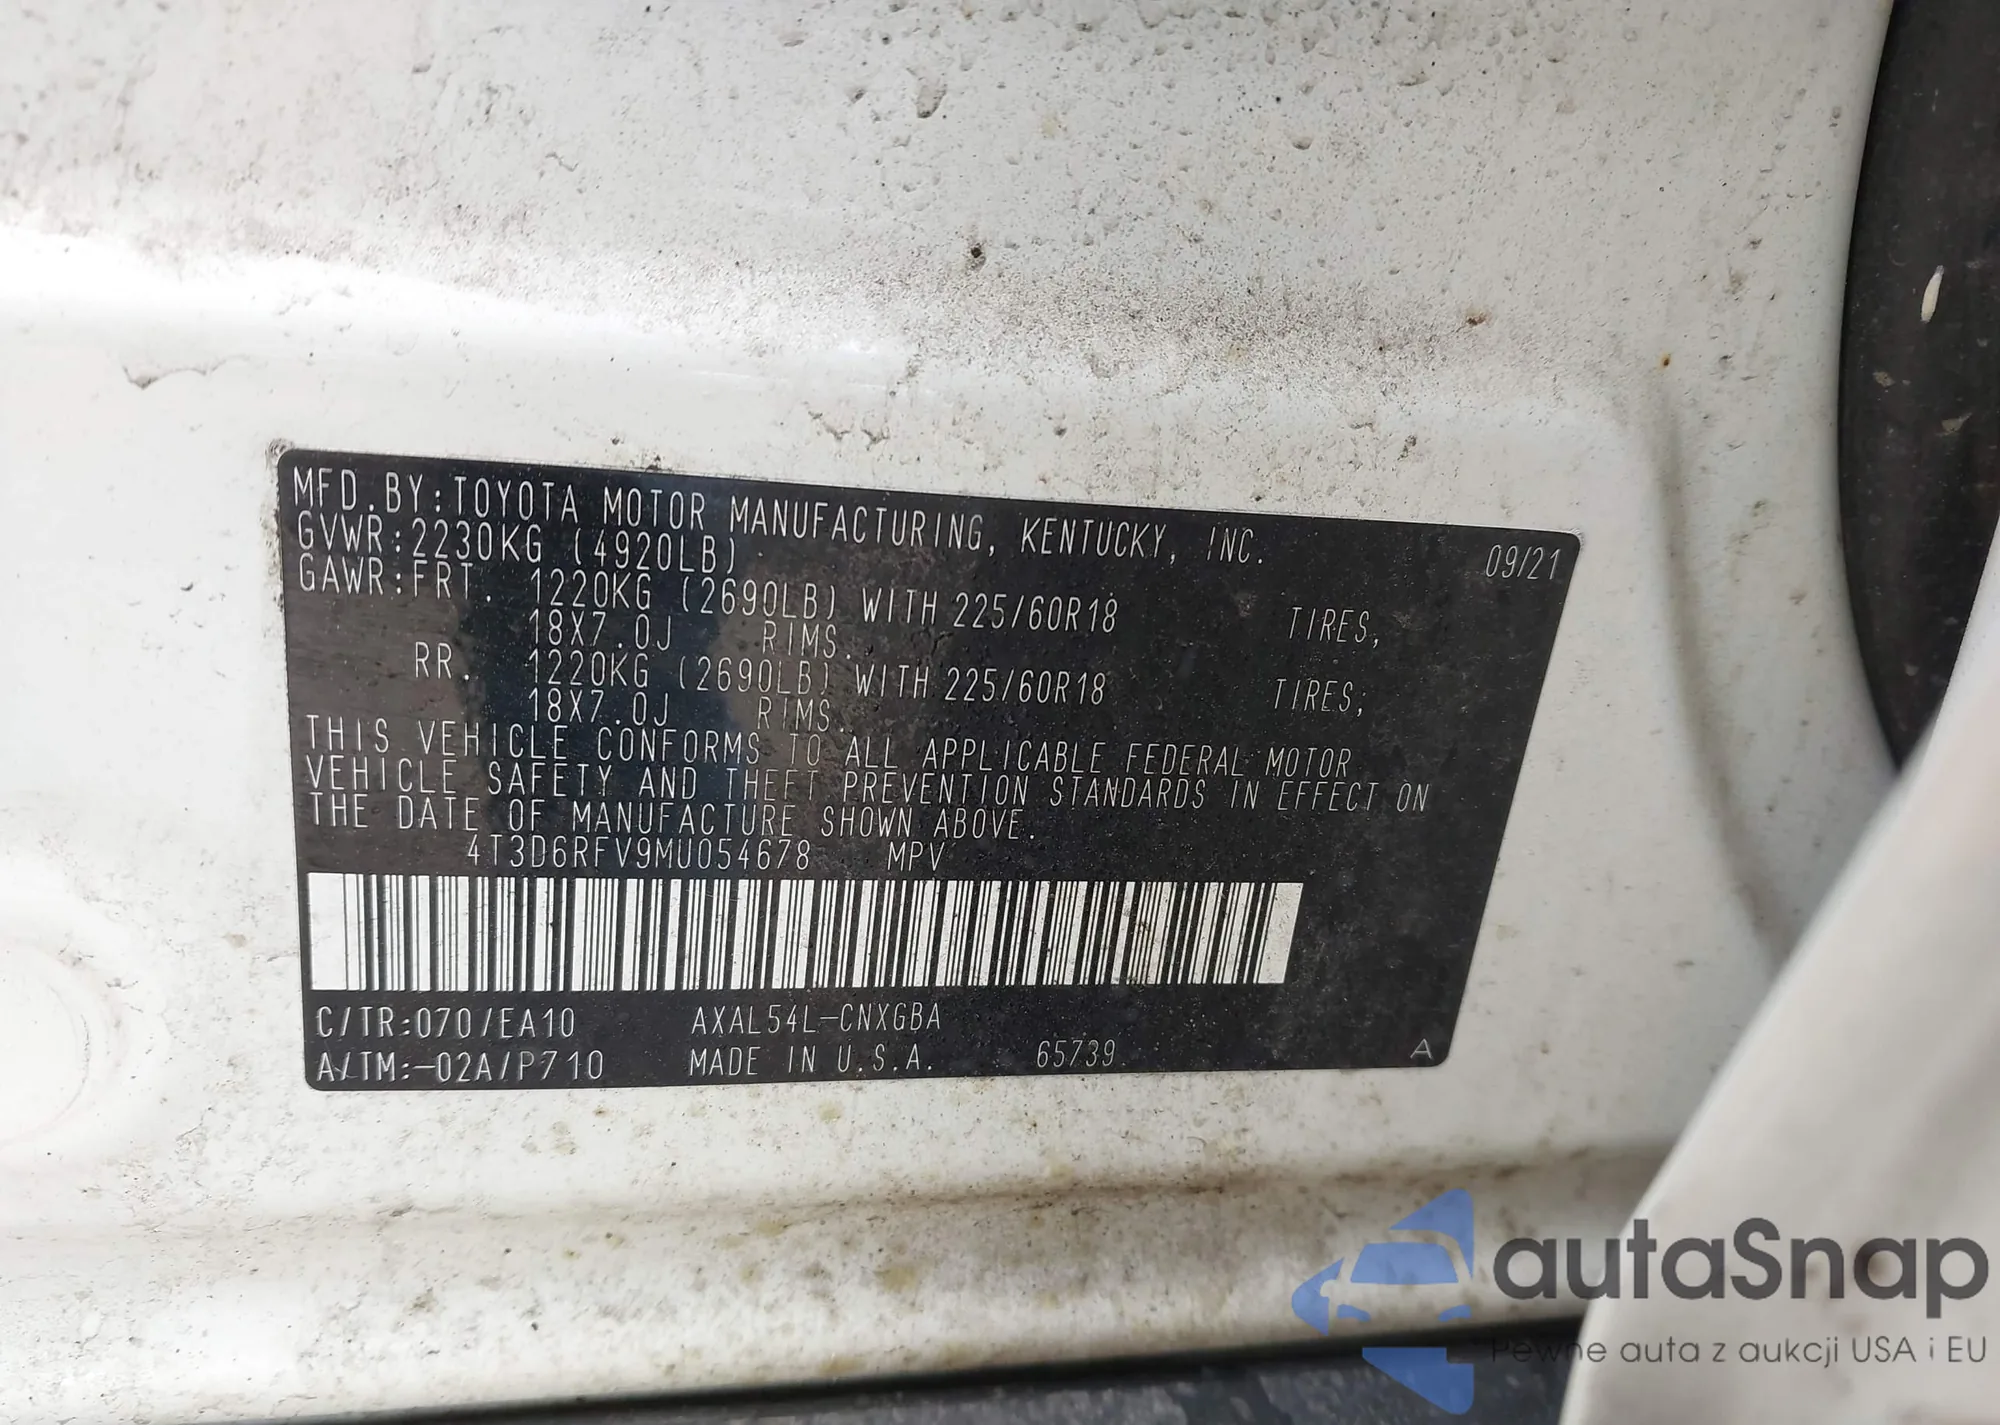 MFD.BY:TOYOTA MOTOR MANUFACTURING, KENTUCKY, INC. 09/21
GVWR:2230KG (4920LB)
GAWR:FRT. 1220KG (2690LB) WITH 225/60R18 TIRES,
18X7.0J RIMS.
RR. 1220KG (2690LB) WITH 225/60R18 TIRES;
18X7.0J RIMS.
THIS VEHICLE CONFORMS TO ALL APPLICABLE FEDERAL MOTOR
VEHICLE SAFETY AND THEFT PREVENTION STANDARDS IN EFFECT ON
THE DATE OF MANUFACTURE SHOWN ABOVE.
4T3D6RFV9MU054678 MPV
C/TR:070/EA10 AXAL54L-CNXGBA
A/TM:-02A/P710 MADE IN U.S.A. 65739 A
autaSnap
Pewne auta z aukcji USA i EU